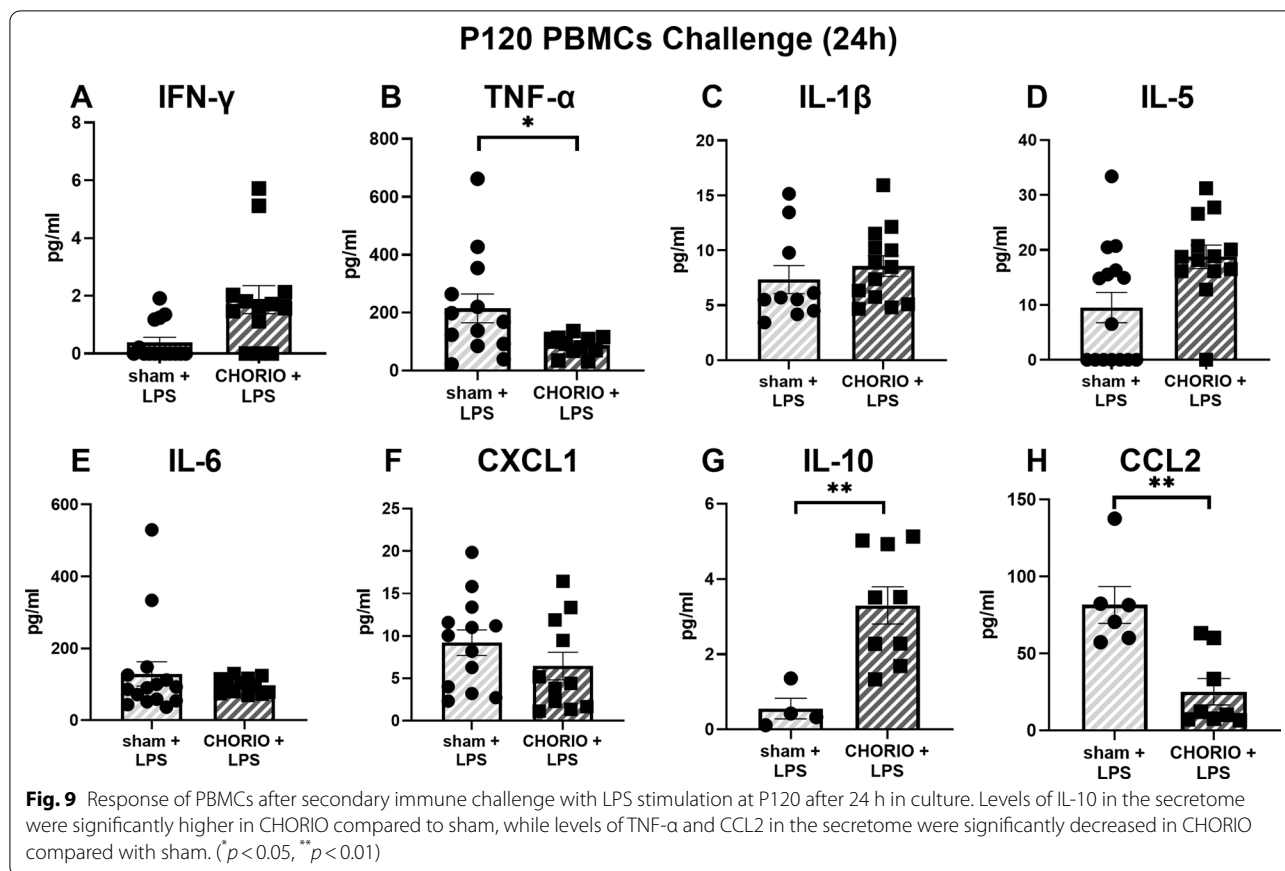 P120 PBMCs Challenge (24h)
A IFN-γ
8
6
4
2
0
pg/ml
sham + LPS
CHORIO + LPS
B TNF-α
*
800
600
400
200
0
pg/ml
sham + LPS
CHORIO + LPS
C IL-1β
20
15
10
5
0
pg/ml
sham + LPS
CHORIO + LPS
D IL-5
40
30
20
10
0
pg/ml
sham + LPS
CHORIO + LPS
E IL-6
600
400
200
0
pg/ml
sham + LPS
CHORIO + LPS
F CXCL1
25
20
15
10
5
0
pg/ml
sham + LPS
CHORIO + LPS
G IL-10
**
6
4
2
0
pg/ml
sham + LPS
CHORIO + LPS
H CCL2
**
150
100
50
0
pg/ml
sham + LPS
CHORIO + LPS
Fig. 9 Response of PBMCs after secondary immune challenge with LPS stimulation at P120 after 24 h in culture. Levels of IL-10 in the secretome
were significantly higher in CHORIO compared to sham, while levels of TNF-α and CCL2 in the secretome were significantly decreased in CHORIO
compared with sham. (*p < 0.05, **p < 0.01)